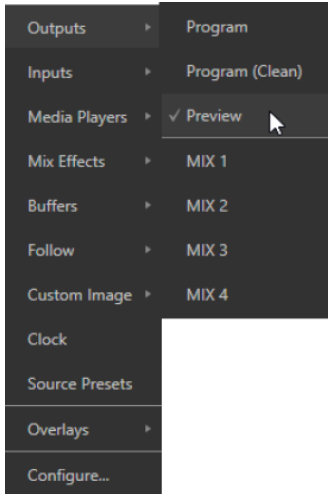 Outputs
Inputs
Media Players
Mix Effects
Buffers
Follow
Custom Image
Clock
Source Presets
Overlays
Configure...
Program
Program (Clean)
Preview
MIX 1
MIX 2
MIX 3
MIX 4